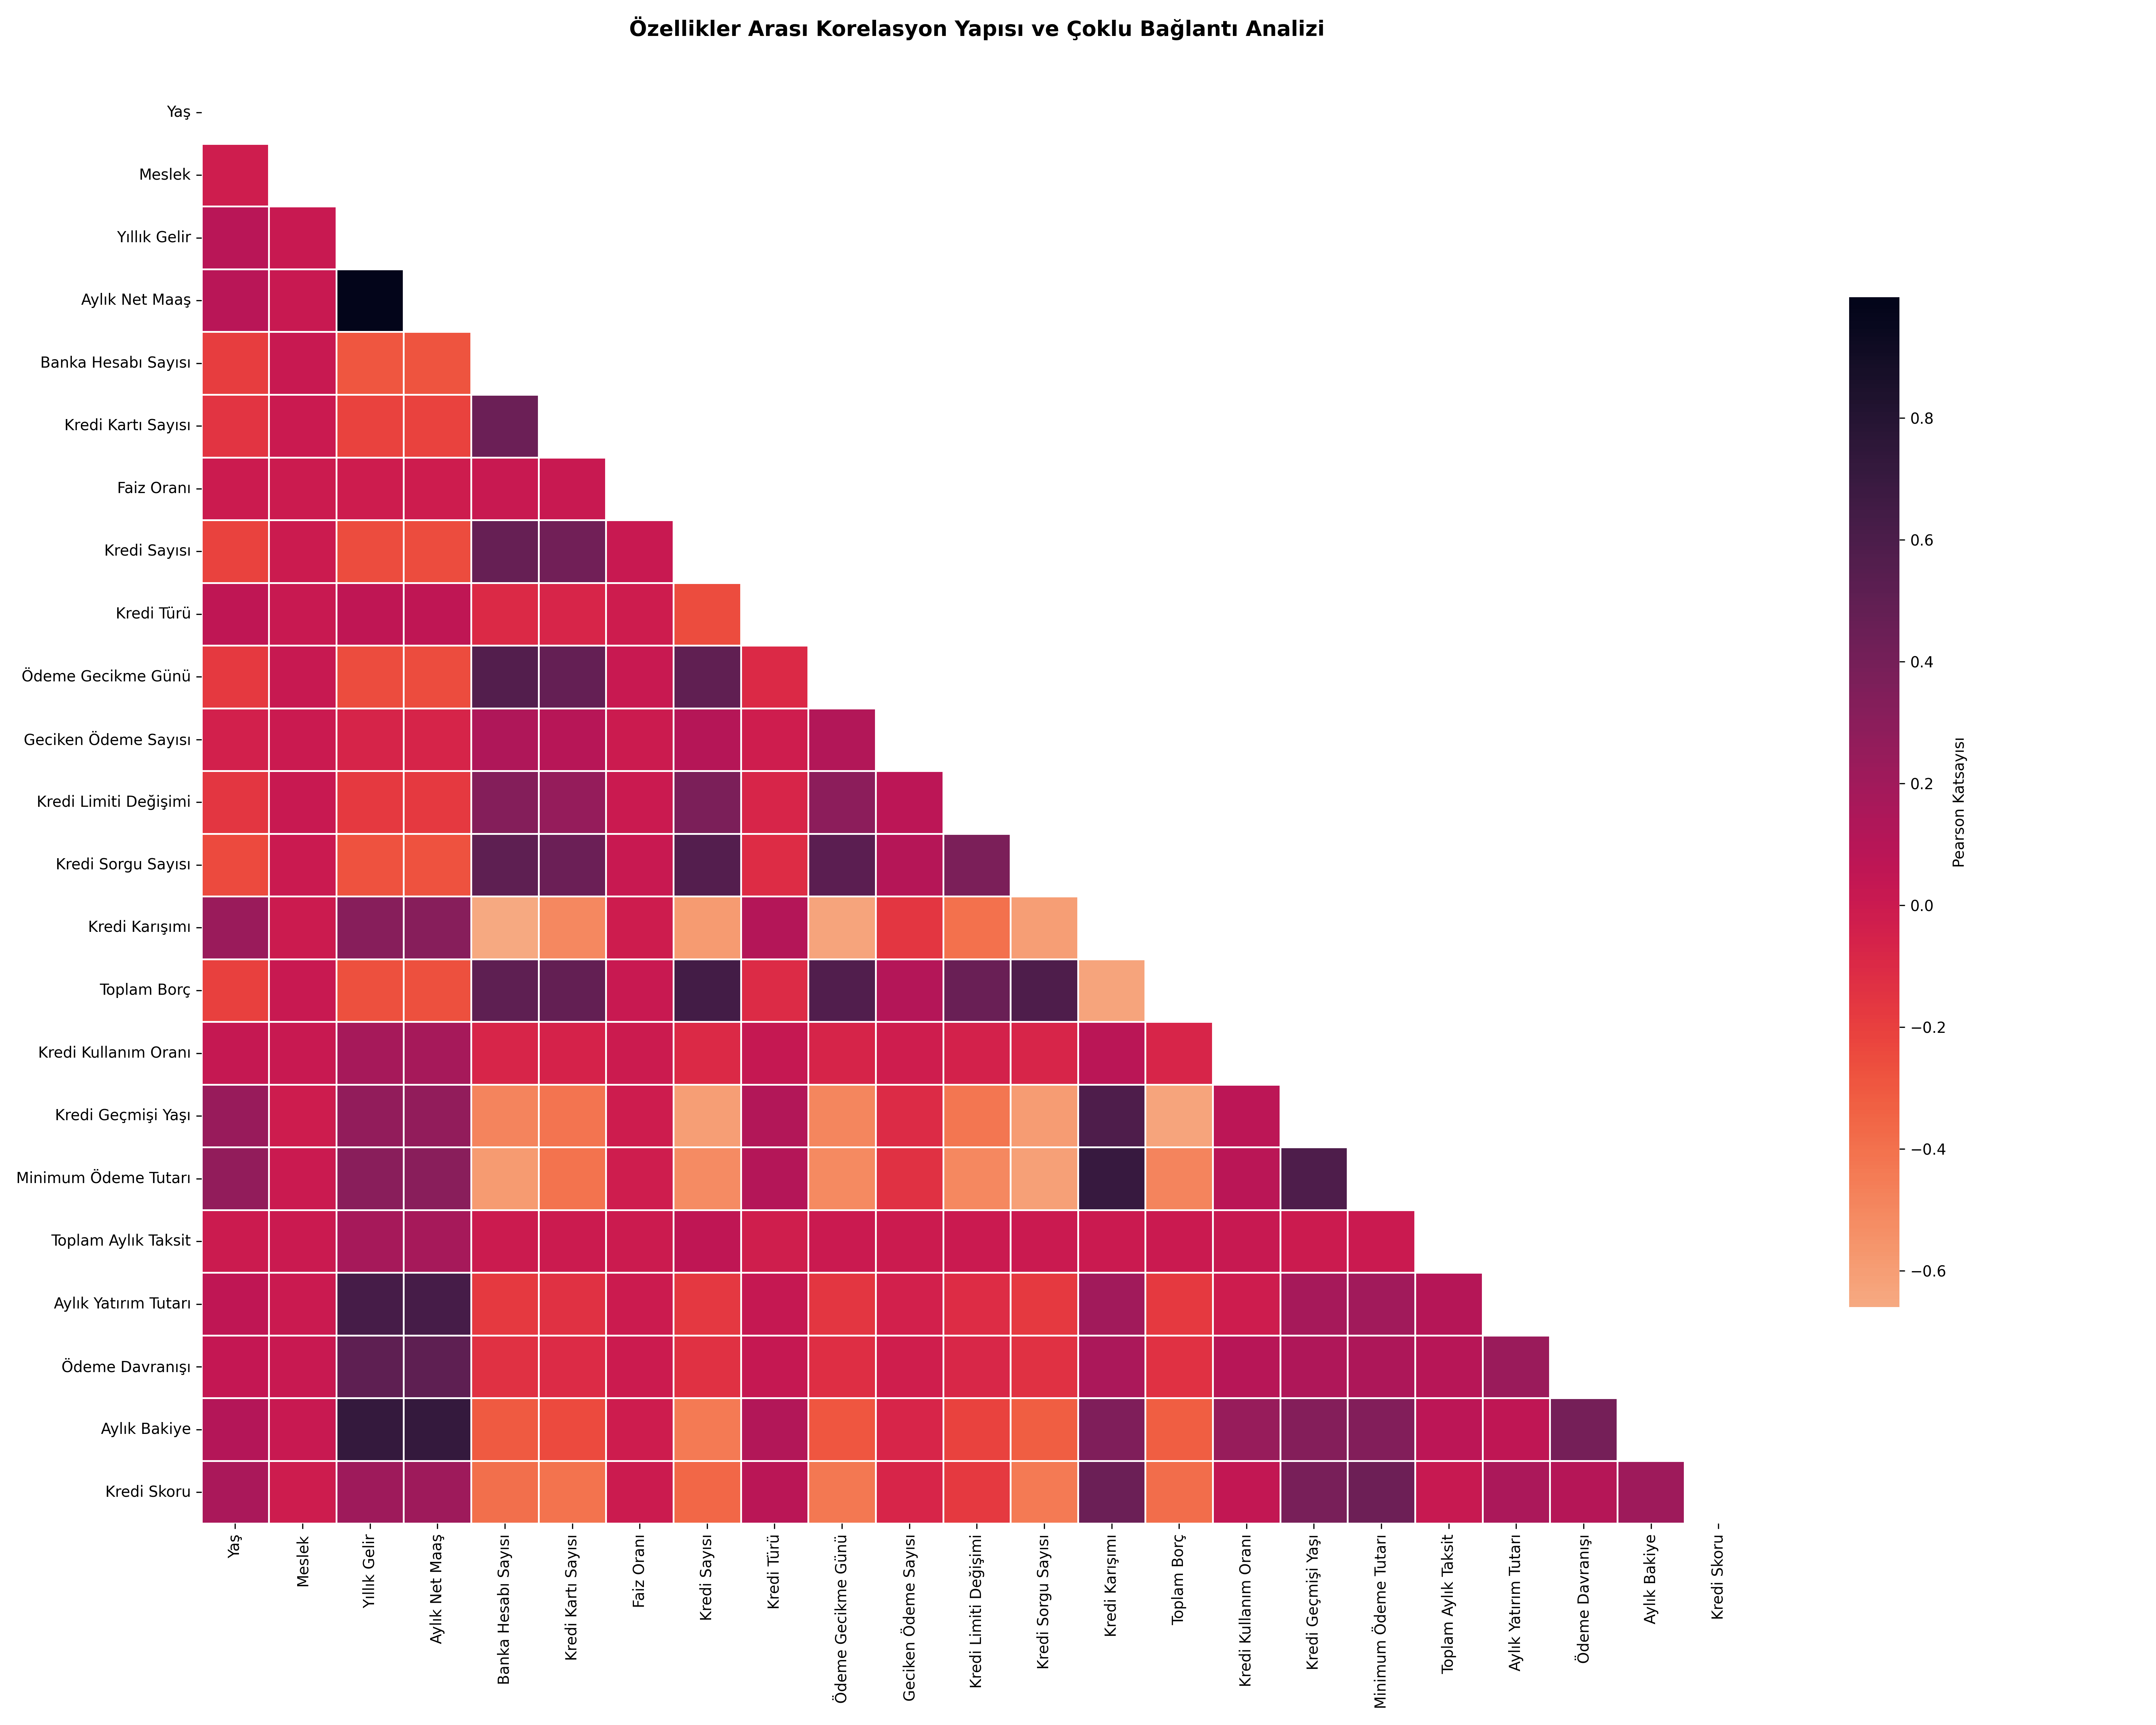 Özellikler Arası Korelasyon Yapısı ve Çoklu Bağlantı Analizi
Yaş
Meslek
Yıllık Gelir
Aylık Net Maaş
Banka Hesabı Sayısı
Kredi Kartı Sayısı
Faiz Oranı
Kredi Sayısı
Kredi Türü
Ödeme Gecikme Günü
Geciken Ödeme Sayısı
Kredi Limiti Değişimi
Kredi Sorgu Sayısı
Kredi Karışımı
Toplam Borç
Kredi Kullanım Oranı
Kredi Geçmişi Yaşı
Minimum Ödeme Tutarı
Toplam Aylık Taksit
Aylık Yatırım Tutarı
Ödeme Davranışı
Aylık Bakiye
Kredi Skoru
Yaş
Meslek
Yıllık Gelir
Aylık Net Maaş
Banka Hesabı Sayısı
Kredi Kartı Sayısı
Faiz Oranı
Kredi Sayısı
Kredi Türü
Ödeme Gecikme Günü
Geciken Ödeme Sayısı
Kredi Limiti Değişimi
Kredi Sorgu Sayısı
Kredi Karışımı
Toplam Borç
Kredi Kullanım Oranı
Kredi Geçmişi Yaşı
Minimum Ödeme Tutarı
Toplam Aylık Taksit
Aylık Yatırım Tutarı
Ödeme Davranışı
Aylık Bakiye
Kredi Skoru
0.8
0.6
0.4
0.2
0.0
−0.2
−0.4
−0.6
Pearson Katsayısı